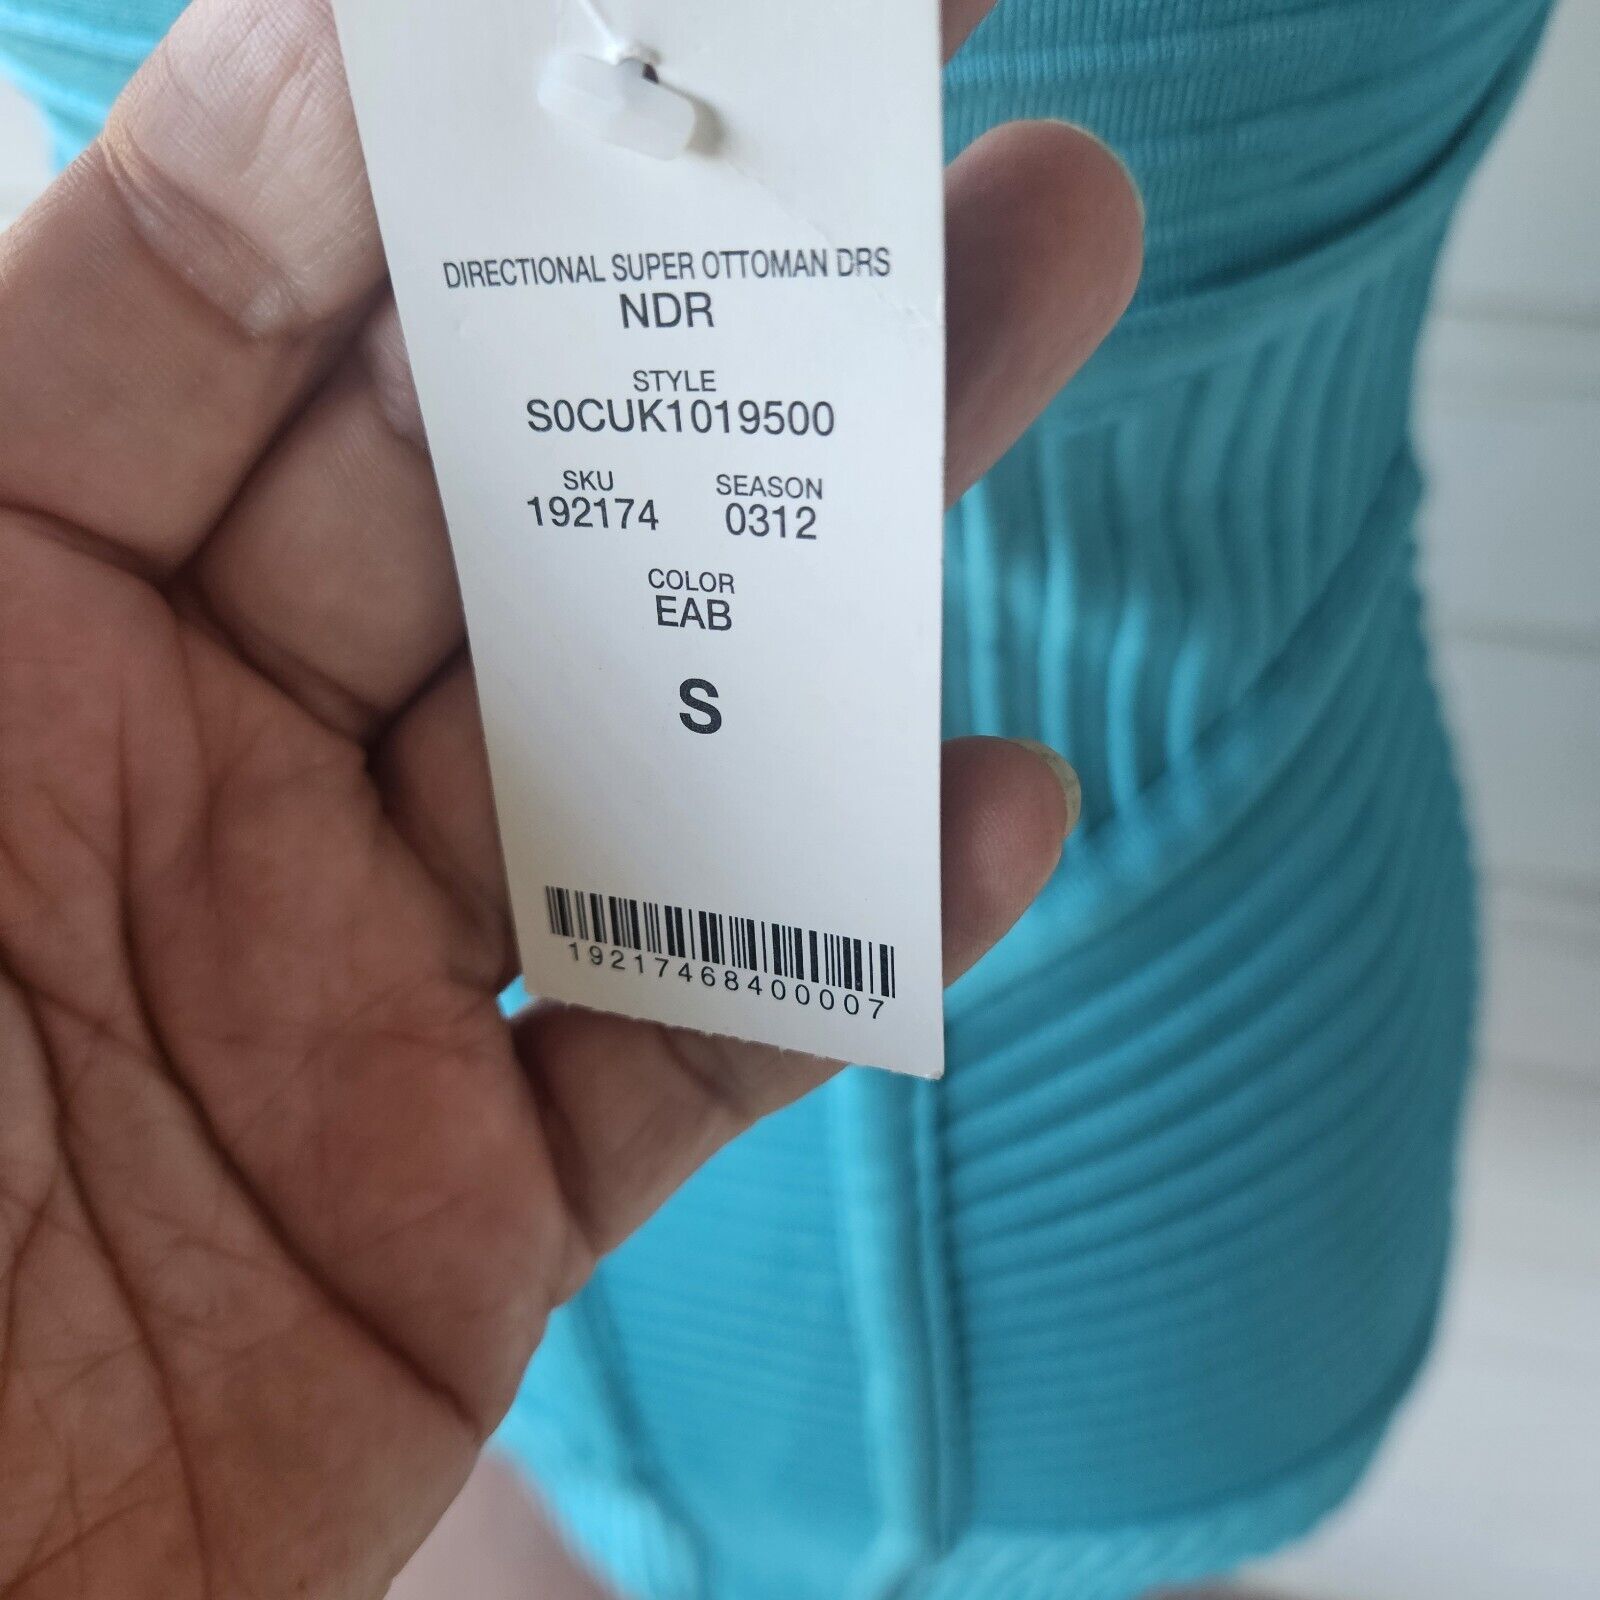 DIRECTIONAL SUPER OTTOMAN DRS
NDR
STYLE
S0CUK1019500
SKU SEASON
192174 0312
COLOR
EAB
S
19217468400007